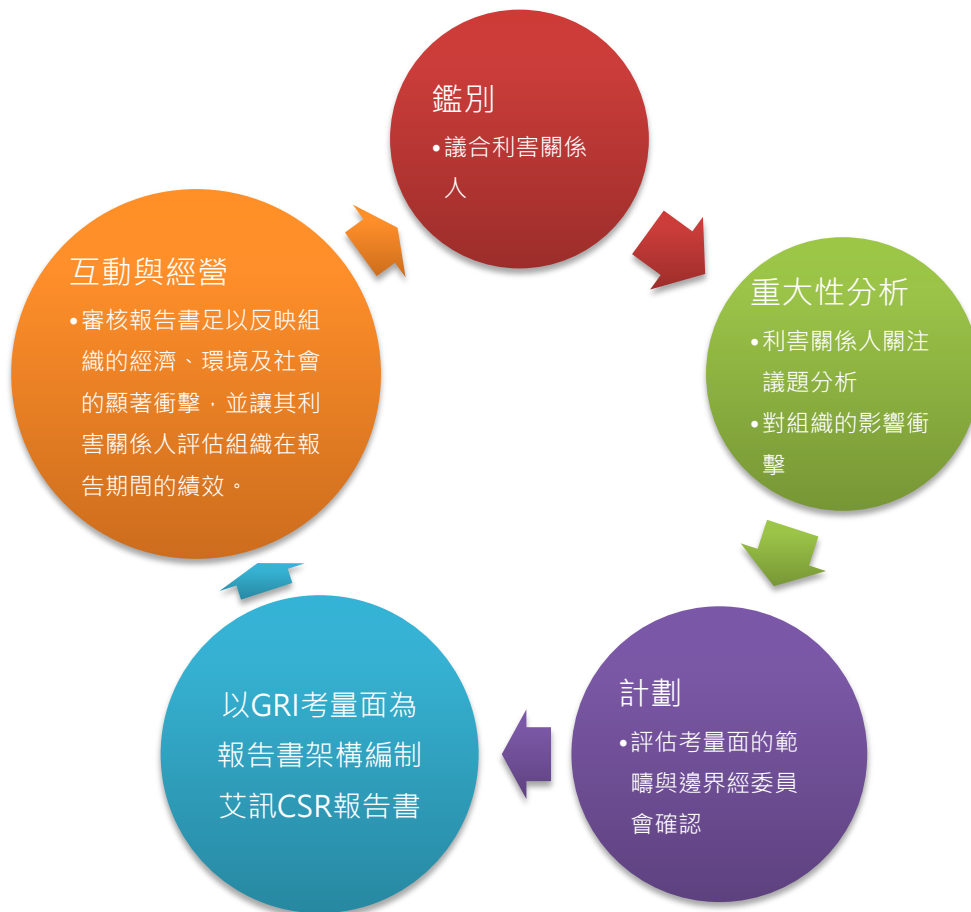 鑑別
•議合利害關係
人
重大性分析
•利害關係人關注
議題分析
•對組織的影響衝
擊
計劃
•評估考量面的範
疇與邊界經委員
會確認
以GRI考量面為
報告書架構編制
艾訊CSR報告書
互動與經營
•審核報告書足以反映組
織的經濟、環境及社會
的顯著衝擊，並讓其利
害關係人評估組織在報
告期間的績效。